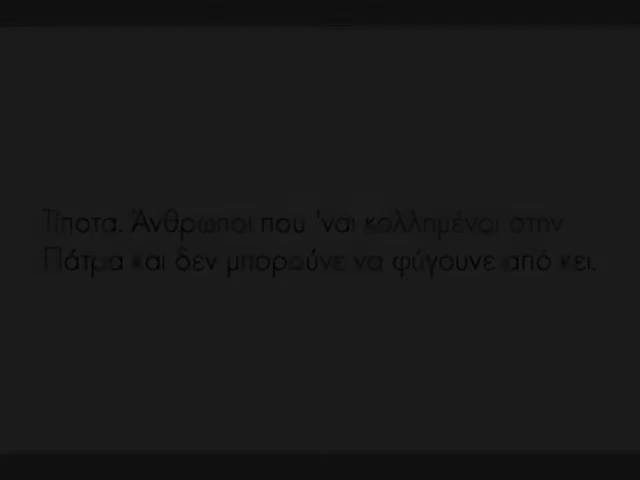 Τίποτα. Άνθρωποι που 'ναι κολλημένοι στην
Πάτρα και δεν μπορούνε να φύγουνε από κει.